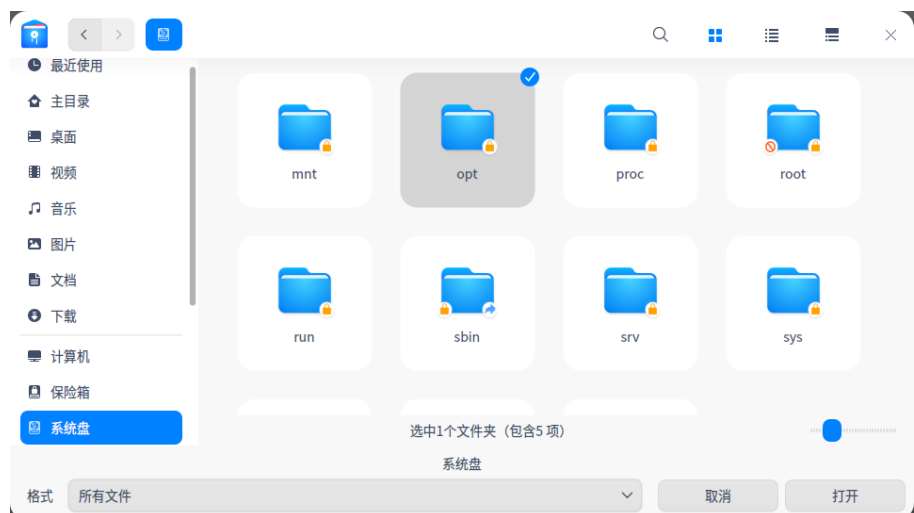 最近使用
主目录
桌面
视频
音乐
图片
文档
下载
计算机
保险箱
系统盘
mnt
opt
proc
root
run
sbin
srv
sys
选中1个文件夹（包含5 项）
系统盘
格式
所有文件
取消
打开